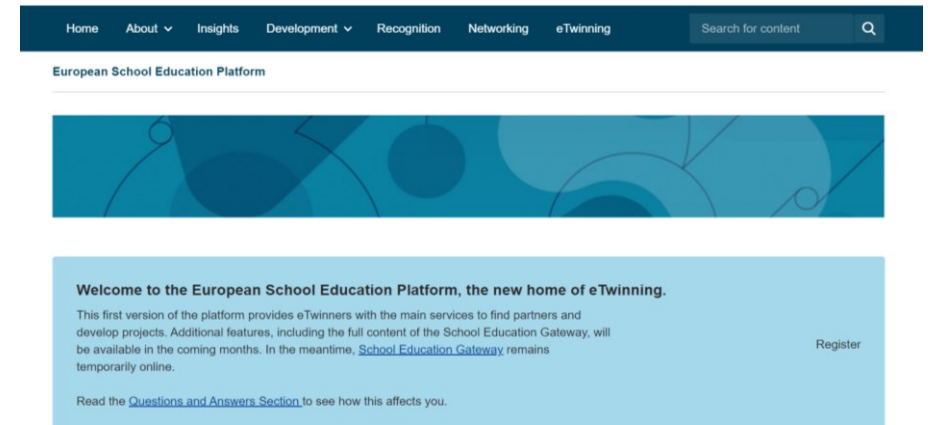 Home About Insights Development Recognition Networking eTwinning Search for content
European School Education Platform
Welcome to the European School Education Platform, the new home of eTwinning.
This first version of the platform provides eTwinners with the main services to find partners and
develop projects. Additional features, including the full content of the School Education Gateway, will
be available in the coming months. In the meantime, School Education Gateway remains
temporarily online.
Register
Read the Questions and Answers Section to see how this affects you.